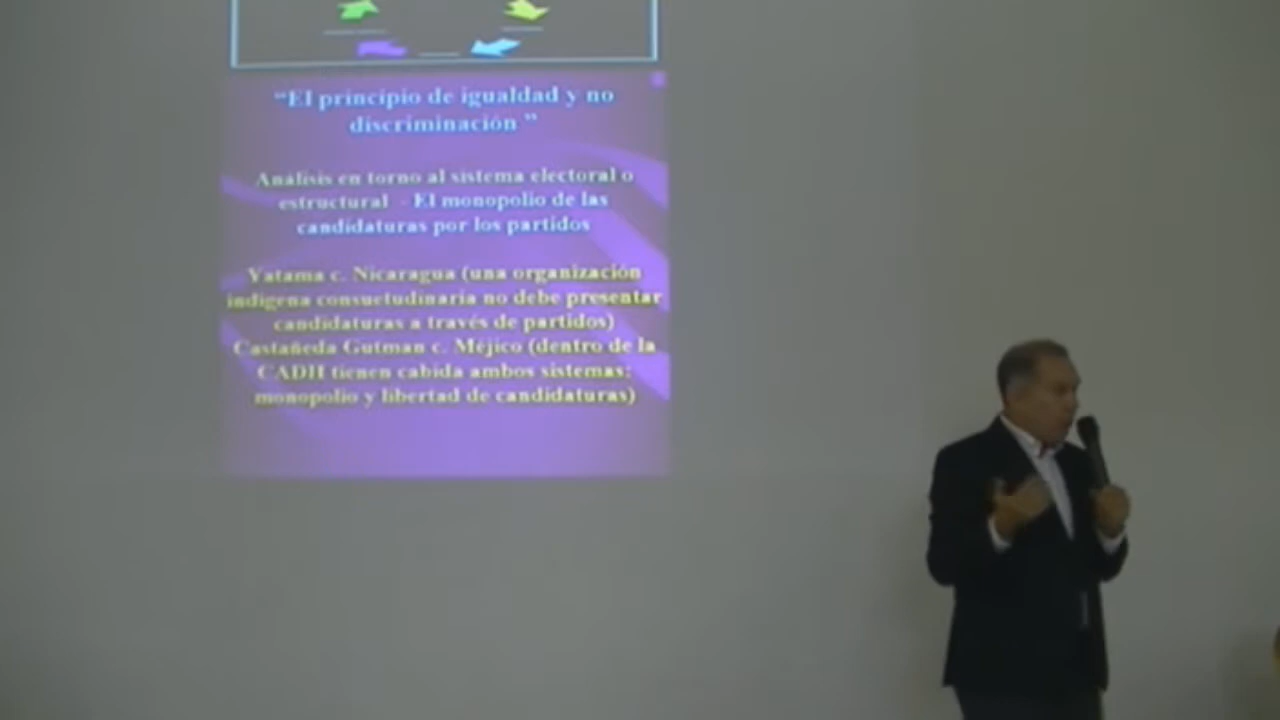 “El principio de igualdad y no
discriminación ”
Análisis en torno al sistema electoral o
estructural - El monopolio de las
candidaturas por los partidos
Yatama c. Nicaragua (una organización
indígena consuetudinaria no debe presentar
candidaturas a través de partidos)
Castañeda Gutman c. Méjico (dentro de la
CADH tienen cabida ambos sistemas:
monopolio y libertad de candidaturas)